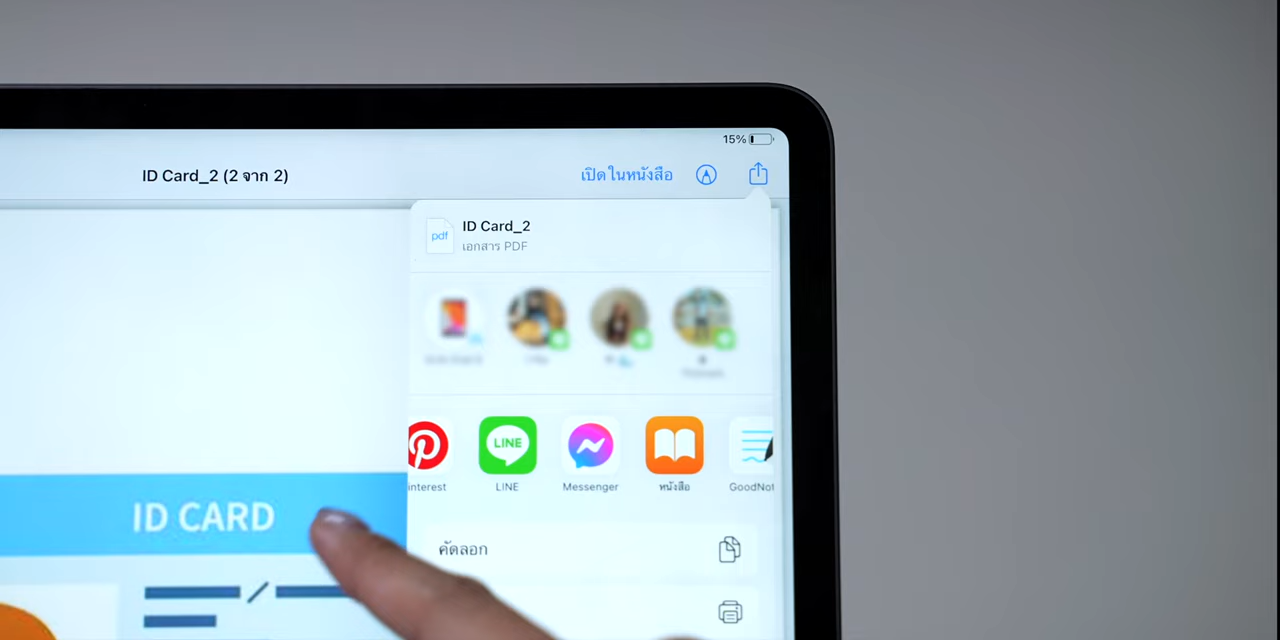 15%
ID Card_2 (2 จาก 2)
เปิดในหนังสือ
pdf
ID Card_2
เอกสาร PDF
LINE
interest
LINE
Messenger
หนังสือ
GoodNot
ID CARD
คัดลอก